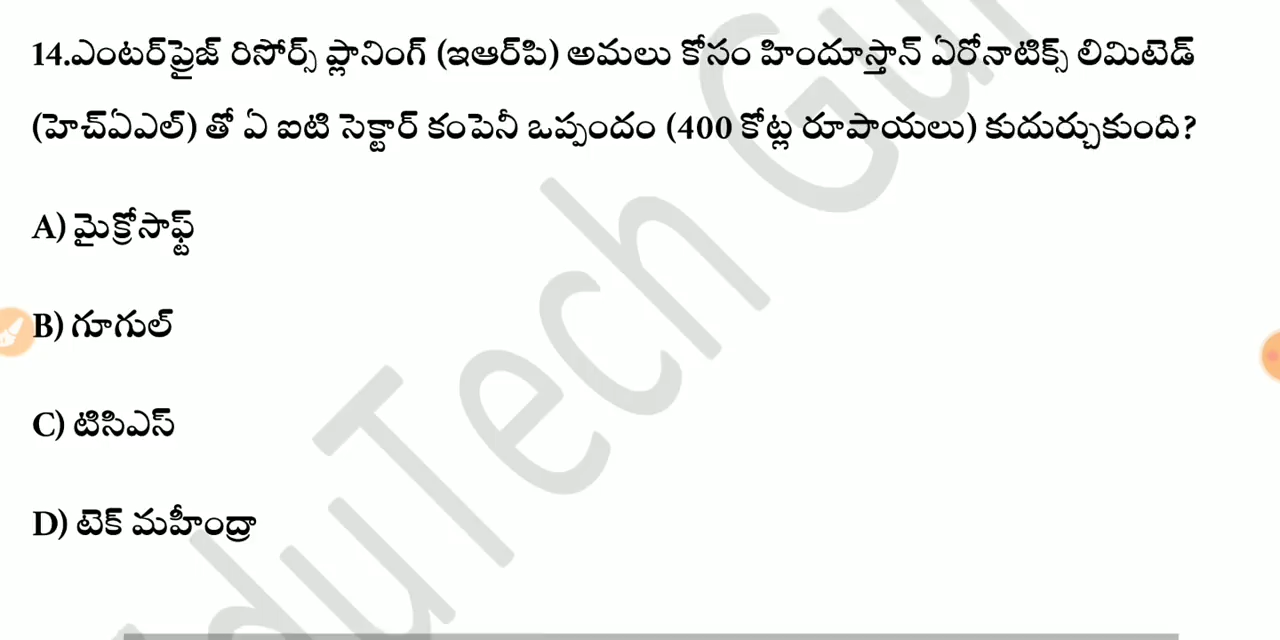 14.ఎంటర్‌ప్రైజ్ రిసోర్స్ ప్లానింగ్ (ఇఆర్‌పి) అమలు కోసం హిందూస్తాన్ ఏరోనాటిక్స్ లిమిటెడ్
(హెచ్ఏఎల్) తో ఏ ఐటి సెక్టార్ కంపెనీ ఒప్పందం (400 కోట్ల రూపాయలు) కుదుర్చుకుంది?
A) మైక్రోసాఫ్ట్
B) గూగుల్
C) టిసిఎస్
D) టెక్ మహీంద్రా